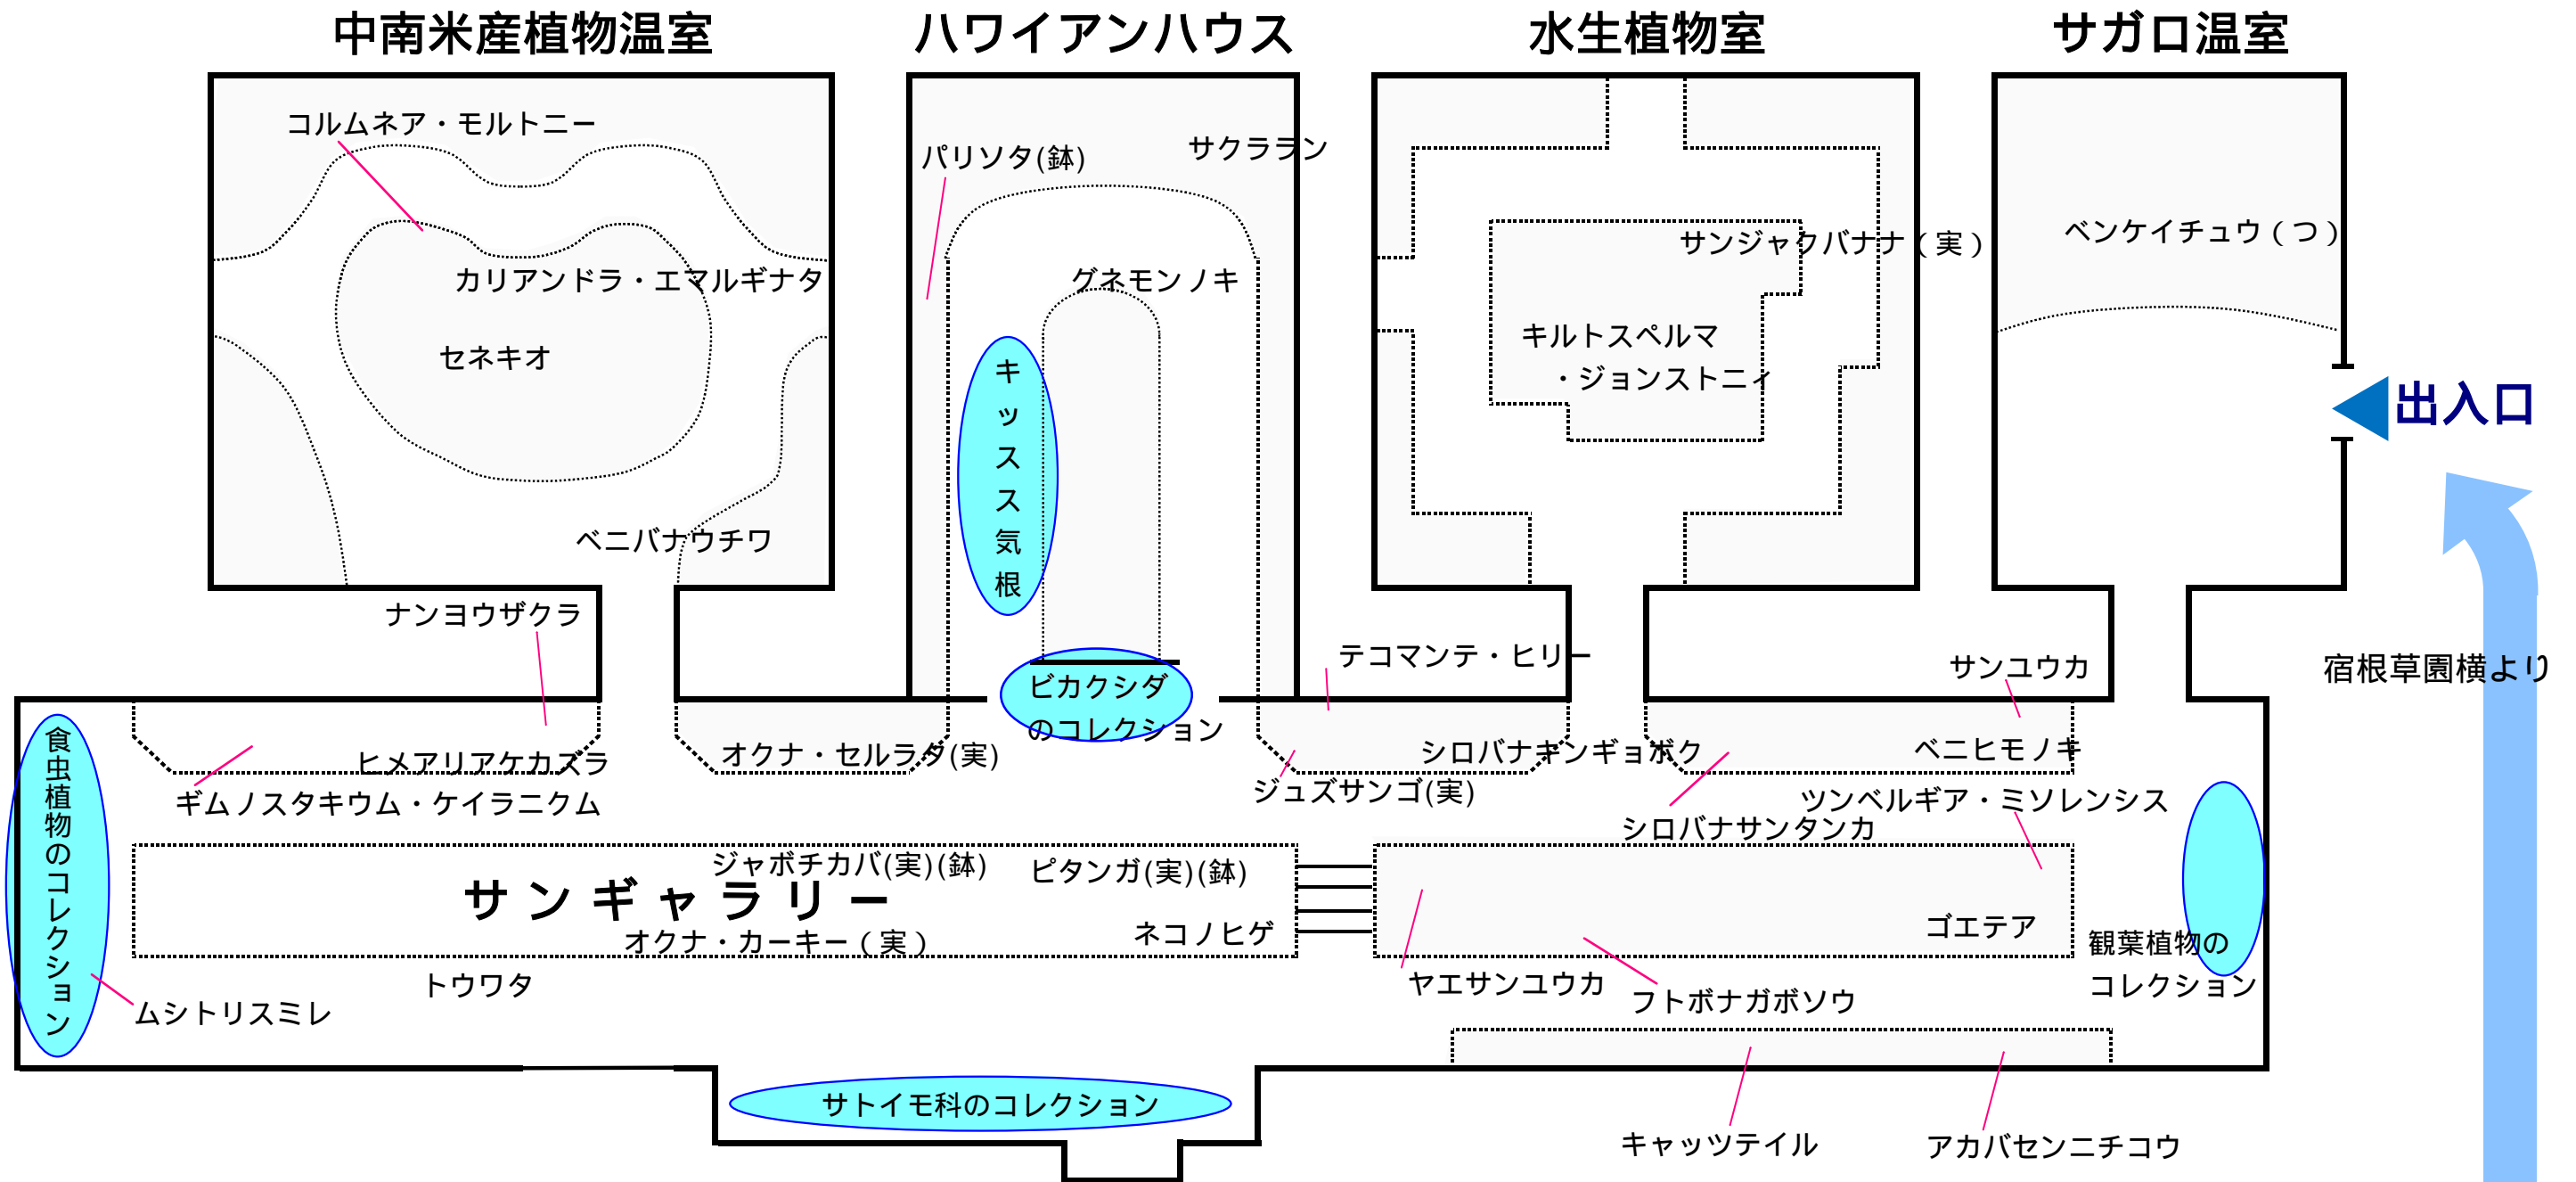 中南米産植物温室
ハワイアンハウス
水生植物室
サガロ温室
コルムネア・モルトニー
カリアンドラ・エマルギナタ
セネキオ
ベニバナウチワ
パリソタ(鉢)
サクララン
グネモンノキ
キッスス気根
ビカクシダ
のコレクション
サンジャクバナナ（実）
キルトスペルマ
・ジョンストニィ
ベンケイチュウ（つ）
出入口
宿根草園横より
ナンヨウザクラ
テコマンテ・ヒリー
サンユウカ
ヒメアリアケカズラ
ギムノスタキウム・ケイラニクム
オクナ・セルラタ(実)
シロバナキンギョボク
ジュズサンゴ(実)
ベニヒモノキ
ツンベルギア・ミソレンシス
シロバナサンタンカ
食虫植物のコレクション
ジャボチカバ(実)(鉢)
ピタンガ(実)(鉢)
サンギャラリー
オクナ・カーキー（実）
ネコノヒゲ
ゴエテア
観葉植物の
コレクション
トウワタ
ムシトリスミレ
ヤエサンユウカ
フトボナガボソウ
サトイモ科のコレクション
キャッツテイル
アカバセンニチコウ